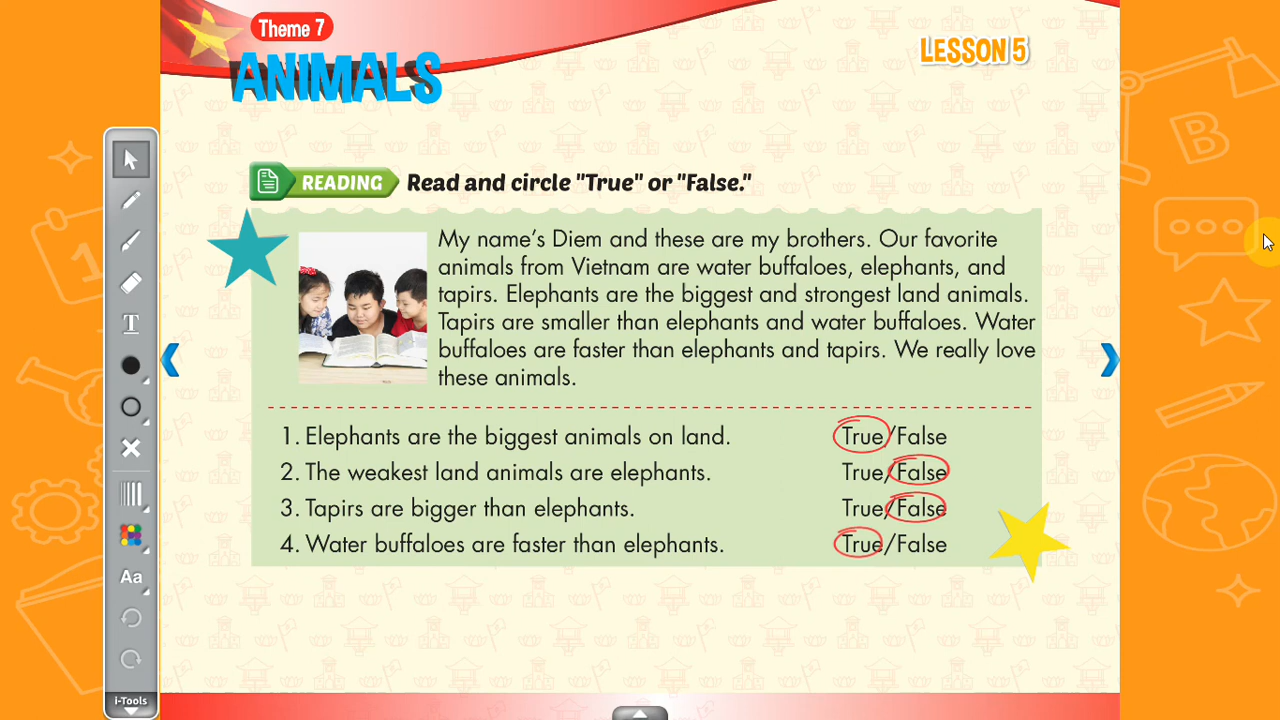 Theme 7
ANIMALS
LESSON 5
READING Read and circle "True" or "False."
My name's Diem and these are my brothers. Our favorite
animals from Vietnam are water buffaloes, elephants, and
tapirs. Elephants are the biggest and strongest land animals.
Tapirs are smaller than elephants and water buffaloes. Water
buffaloes are faster than elephants and tapirs. We really love
these animals.
1. Elephants are the biggest animals on land. True/False
2. The weakest land animals are elephants. True/False
3. Tapirs are bigger than elephants. True/False
4. Water buffaloes are faster than elephants. True/False
T
Aa
i-Tools
1
B